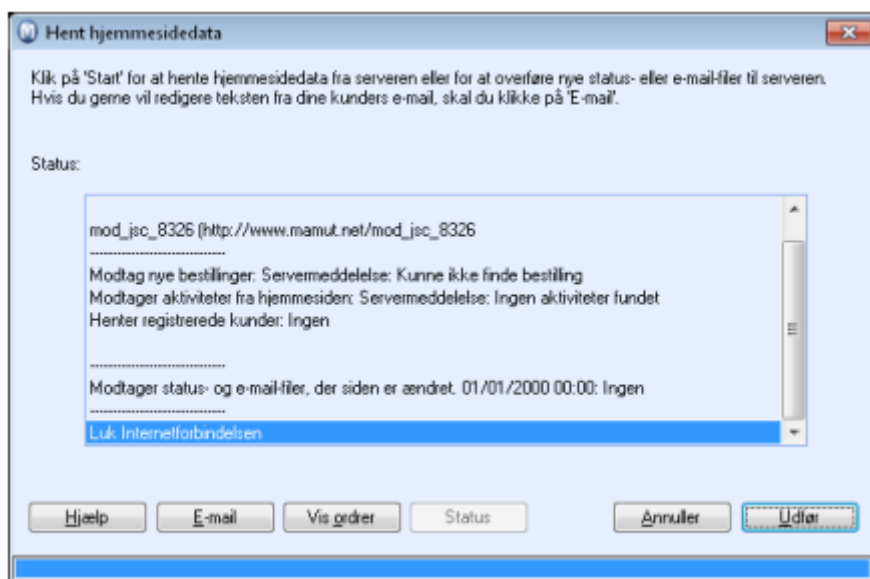 Hent hjemmesidedata
Klik på 'Start' for at hente hjemmesidedata fra serveren eller for at overføre nye status- eller e-mail-filer til serveren.
Hvis du gerne vil redigere teksten fra dine kunders e-mail, skal du klikke på 'E-mail'.
Status:
mod_jsc_8326 (http://www.mamut.net/mod_jsc_8326
--------------------------------
Modtag nye bestillinger: Servermeddelelse: Kunne ikke finde bestilling
Modtager aktiviteter fra hjemmesiden: Servermeddelelse: Ingen aktiviteter fundet
Henter registrerede kunder: Ingen
--------------------------------
Modtager status- og e-mail-filer, der siden er ændret. 01/01/2000 00:00: Ingen
--------------------------------
Luk Internetforbindelsen
Hjælp E-mail Vis ordrer Status Annuller Udfør